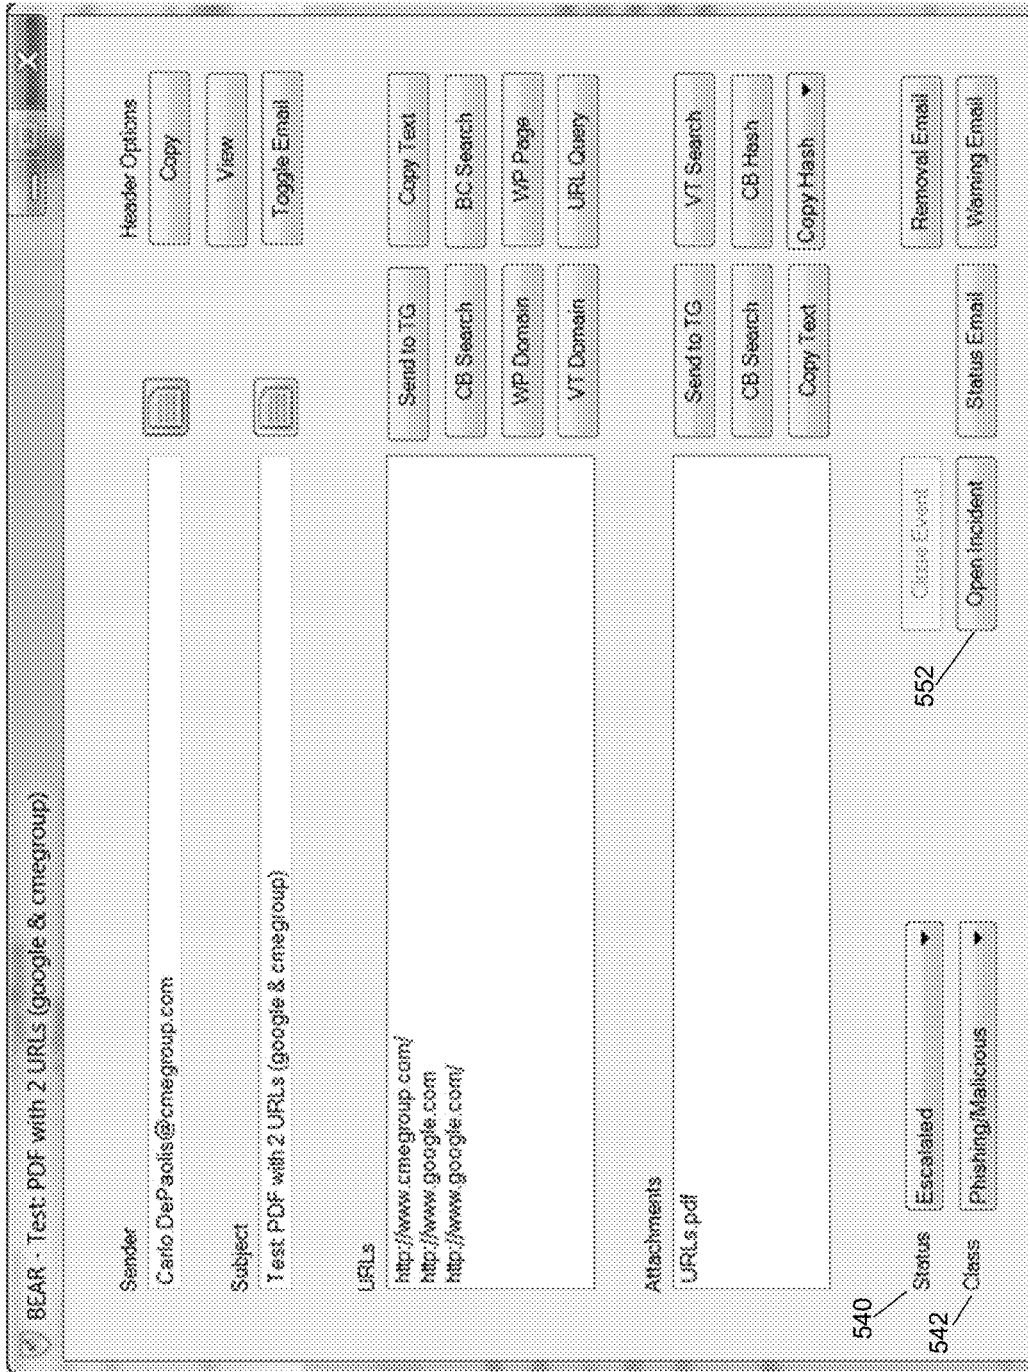 BEAR - Test: PDF with 2 URLs (google & cmegroup)
Sender
Header Options
Carlo DePaolis@cmegroup.com
Copy
View
Subject
Test PDF with 2 URLs (google & cmegroup)
Toggle Email
URLs
http://www.cmegroup.com/
http://www.google.com
http://www.google.com/
Send to TG
Copy Text
CB Search
BC Search
WP Domain
WP Page
VT Domain
URL Query
Attachments
URLs.pdf
Send to TG
VT Search
CB Search
CB Hash
Copy Text
Copy Hash
540
Status
Escalated
Close Event
Removal Email
542
Class
Phishing/Malicious
552
Open Incident
Status Email
Warning Email